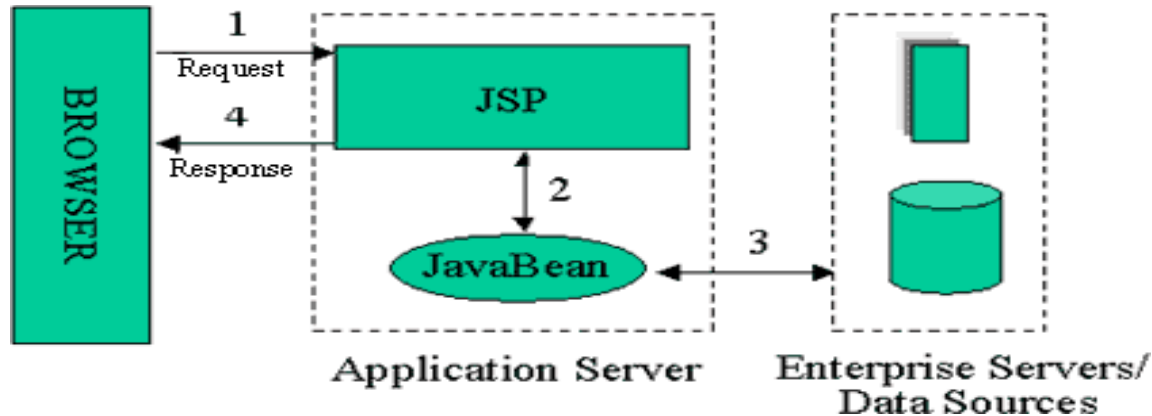 BROWSER
1
Request
4
Response
JSP
2
JavaBean
3
Application Server
Enterprise Servers/
Data Sources